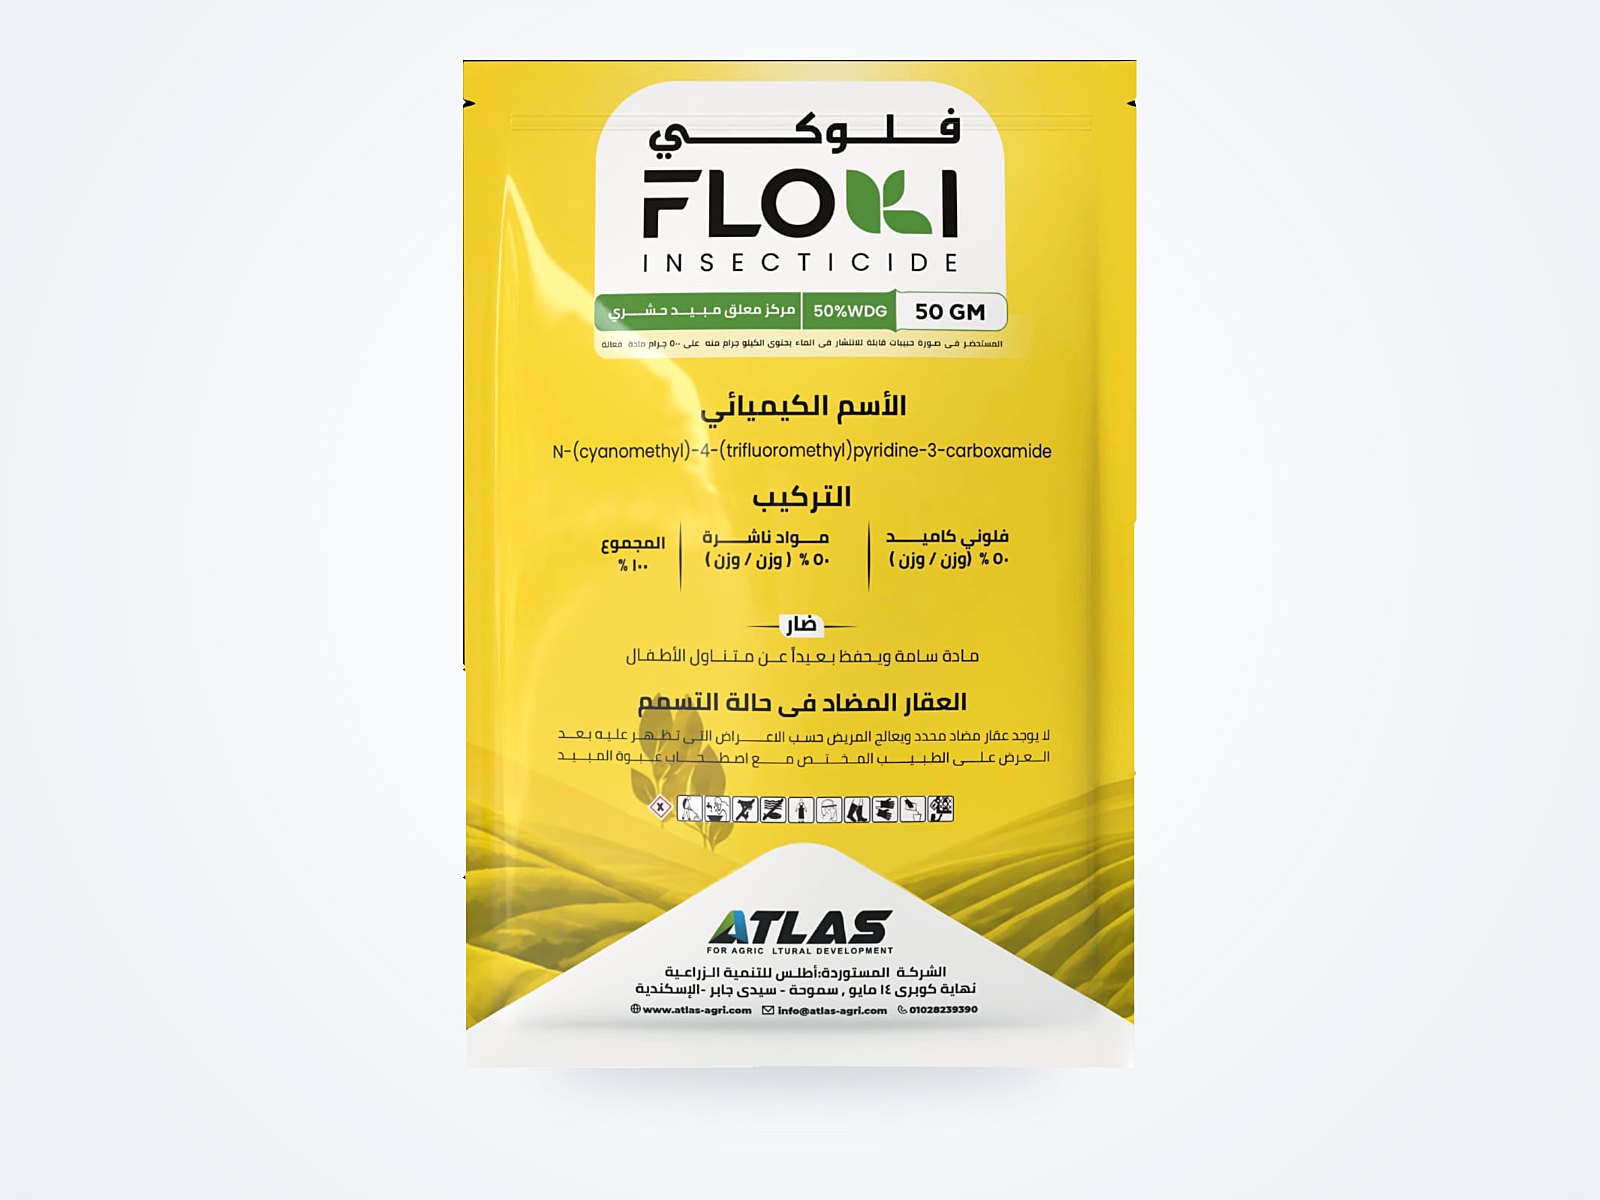 فلوكي
FLOKI
INSECTICIDE
مركز معلق مبيد حشري 50%WDG 50 GM
المستحضر فى صورة حبيبات قابلة للانتشار فى الماء يحتوى الكيلو جرام منه على ٥٠٠ جرام مادة فعالة
الأسم الكيميائي
N-(cyanomethyl)-4-(trifluoromethyl)pyridine-3-carboxamide
التركيب
فلوني كاميد مواد ناشرة المجموع
٥٠ % (وزن / وزن) ٥٠ % (وزن / وزن) ١٠٠ %
ضار
مادة سامة ويحفظ بعيداً عن متناول الأطفال
العقار المضاد فى حالة التسمم
لا يوجد عقار مضاد محدد ويعالج المريض حسب الاعراض التى تظهر عليه بعد
العرض على الطبيب المختص مع اصطحاب عبوة المبيد
ATLAS
FOR AGRIC LTURAL DEVELOPMENT
الشركة المستوردة:أطلس للتنمية الزراعية
نهاية كوبرى ١٤ مايو , سموحة - سيدى جابر -الإسكندية
www.atlas-agri.com info@atlas-agri.com 01028239390